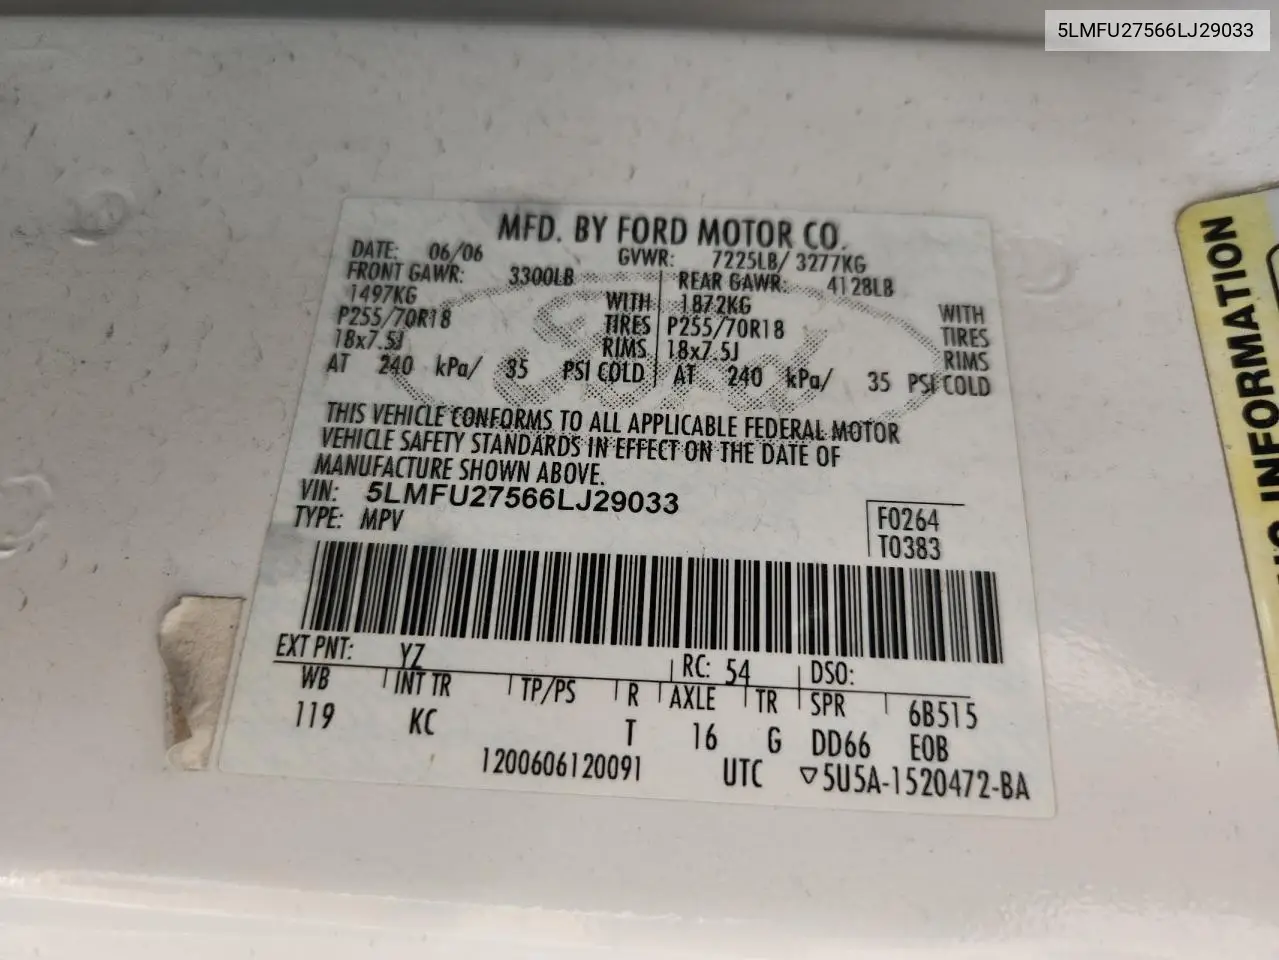 5LMFU27566LJ29033
MFD. BY FORD MOTOR CO.
DATE: 06/06 GVWR: 7225LB/ 3277KG
FRONT GAWR: 3300LB REAR GAWR: 4128LB
1497KG WITH 1872KG WITH
P255/70R18 TIRES P255/70R18 TIRES
18x7.5J RIMS 18x7.5J RIMS
AT 240 kPa/ 35 PSI COLD AT 240 kPa/ 35 PSI COLD
THIS VEHICLE CONFORMS TO ALL APPLICABLE FEDERAL MOTOR
VEHICLE SAFETY STANDARDS IN EFFECT ON THE DATE OF
MANUFACTURE SHOWN ABOVE.
VIN: 5LMFU27566LJ29033
TYPE: MPV
F0264
T0383
EXT PNT: YZ RC: 54 DSO:
WB INT TR TP/PS R AXLE TR SPR 6B515
119 KC T 16 G DD66 EOB
1200606120091 UTC ▽5U5A-1520472-BA
INFORMATION